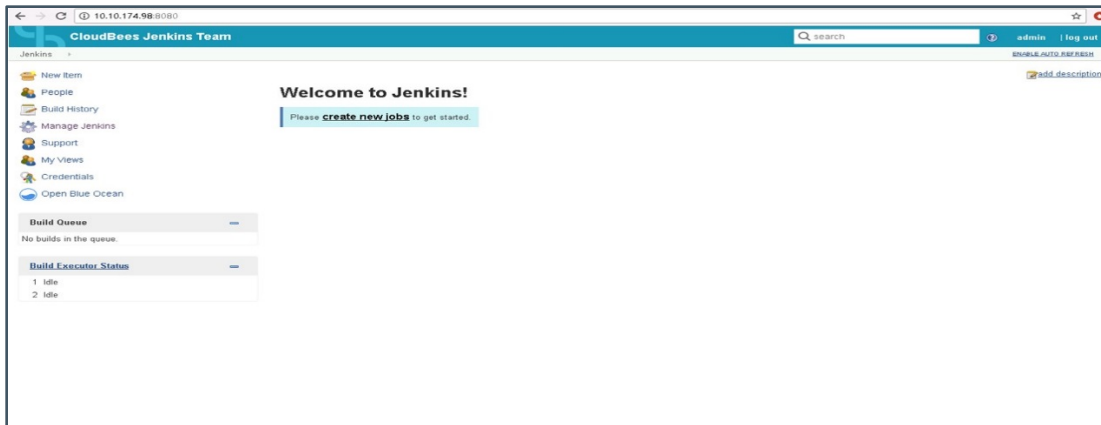 10.10.174.98:8080
CloudBees Jenkins Team
search
admin | log out
Jenkins
ENABLE AUTO REFRESH
New Item
People
Build History
Manage Jenkins
Support
My Views
Credentials
Open Blue Ocean
add description
Welcome to Jenkins!
Please create new jobs to get started.
Build Queue
No builds in the queue.
Build Executor Status
1 Idle
2 Idle